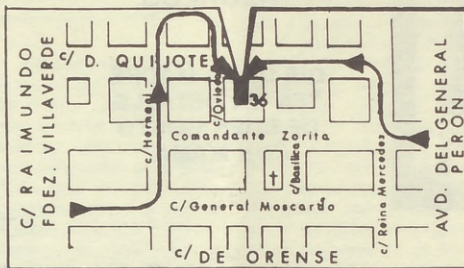 c/ D. QUIJOTE
C/ RAIMUNDO
FDEZ. VILLAVERDE
c/Hernani
c/Oviedo
36
Comandante Zorita
c/Basílica
c/Reina Mercedes
AVD. DEL GENERAL
PERON
C/General Moscardo
c/ DE ORENSE